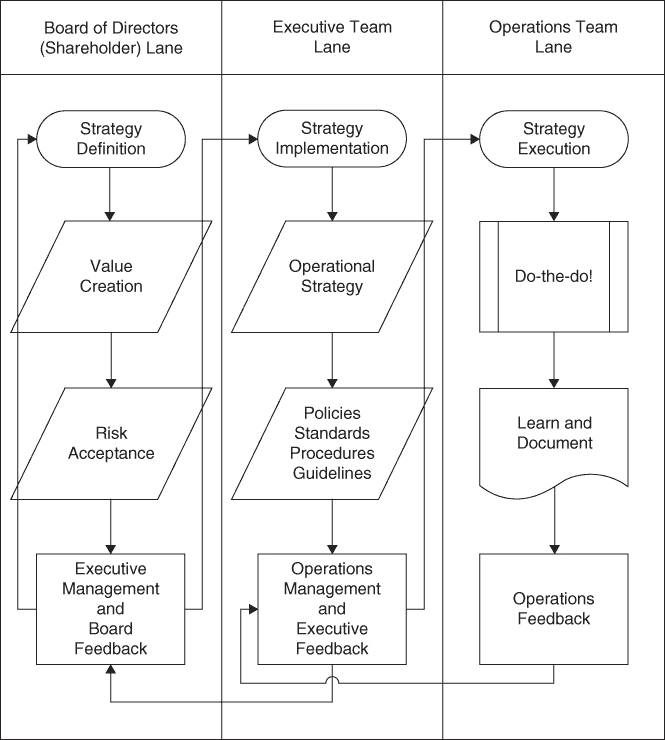 Board of Directors
(Shareholder) Lane
Executive Team
Lane
Operations Team
Lane
Strategy
Definition
Value
Creation
Risk
Acceptance
Executive
Management
and
Board
Feedback
Strategy
Implementation
Operational
Strategy
Policies
Standards
Procedures
Guidelines
Operations
Management
and
Executive
Feedback
Strategy
Execution
Do-the-do!
Learn and
Document
Operations
Feedback